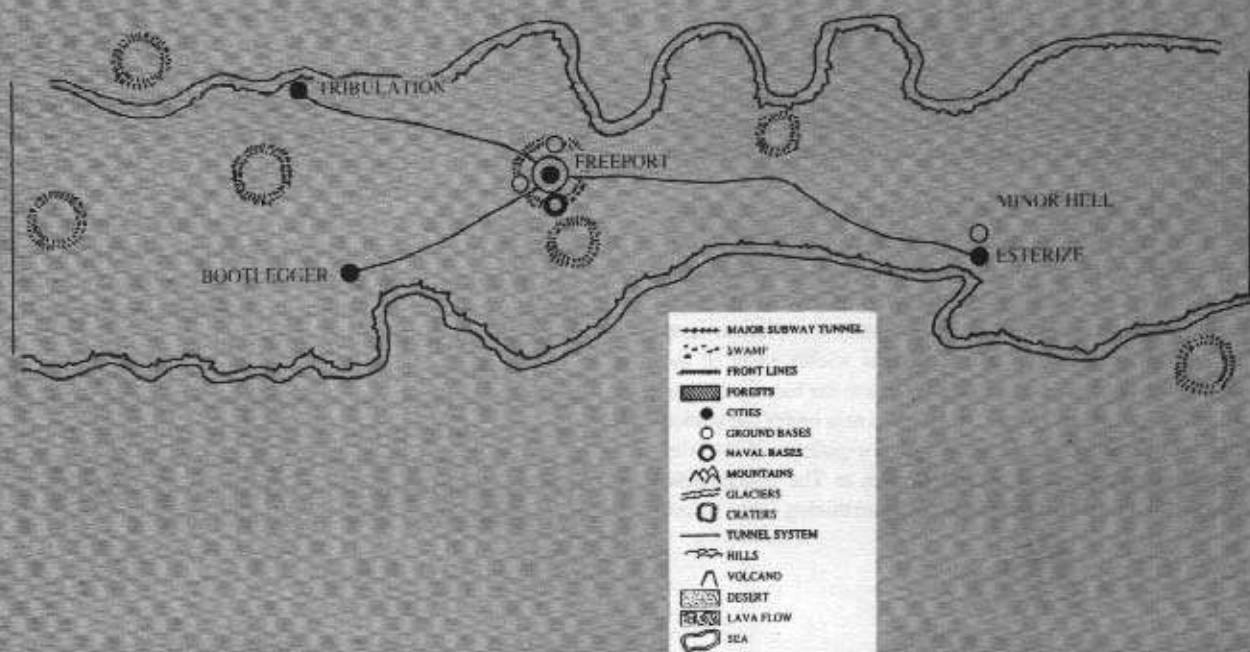 TRIBULATION
FREEPORT
MINOR HELL
ESTERIZE
BOOTLEGGER
MAJOR SUBWAY TUNNEL
SWAMP
FRONT LINES
FORESTS
CITIES
GROUND BASES
NAVAL BASES
MOUNTAINS
GLACIERS
CRATERS
TUNNEL SYSTEM
HILLS
VOLCANO
DESERT
LAVA FLOW
SEA